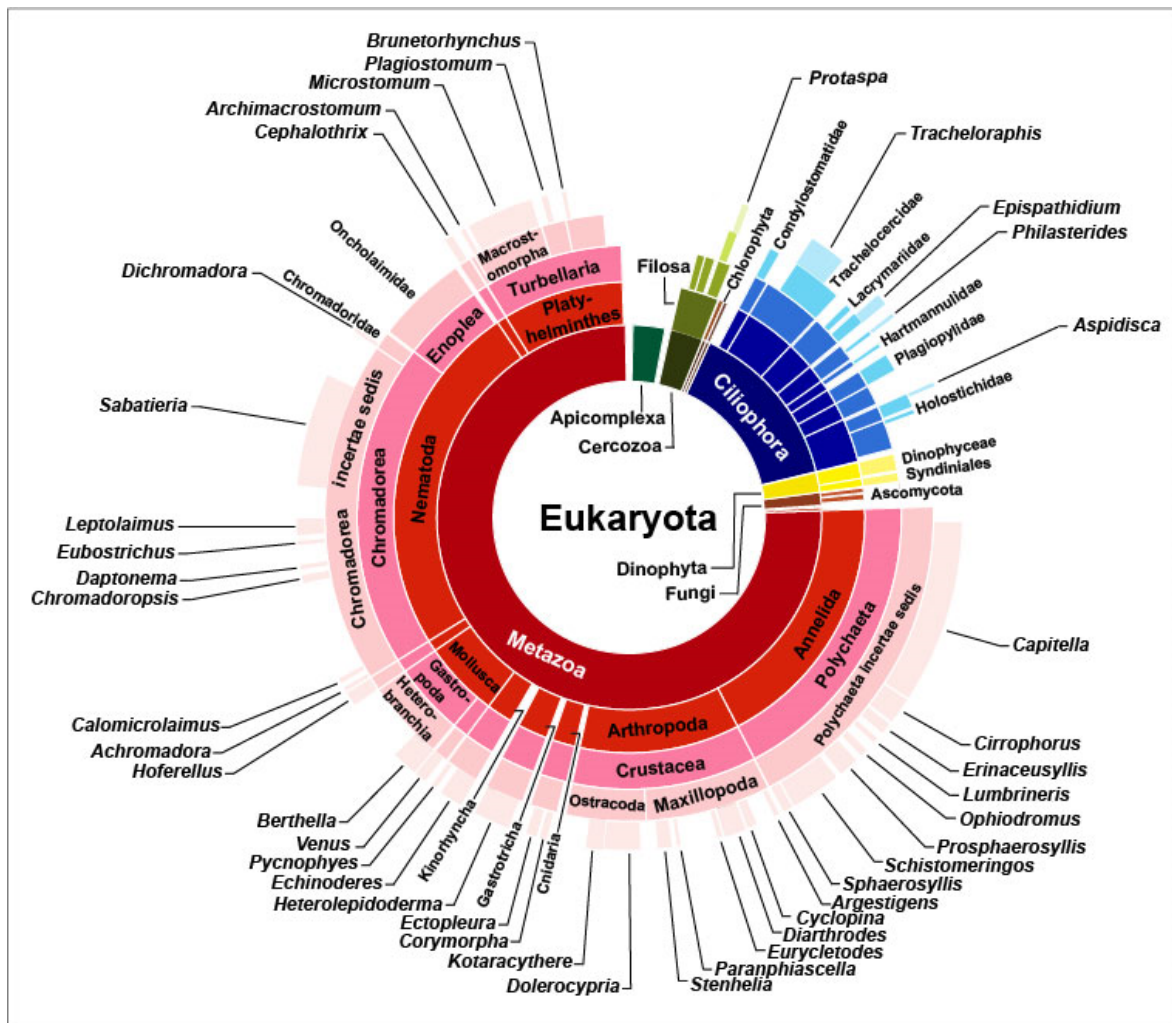 Brunetorhynchus
Plagiostomum
Microstomum
Archimacrostomum
Cephalothrix
Protaspa
Tracheloraphis
Condylostomatidae
Chlorophyta
Trachelocercidae
Epispathidium
Philasterides
Lacrymariidae
Hartmannulidae
Plagiopylidae
Aspidisca
Holostichidae
Oncholaimidae
Dichromadora
Chromadoridae
Macrost-
omorpha
Turbellaria
Platy-
helminthes
Enoplea
Filosa
Apicomplexa
Cercozoa
Ciliophora
Dinophyceae
Syndiniales
Ascomycota
Sabatieria
Chromadorea incertae sedis
Chromadorea
Nematoda
Eukaryota
Dinophyta
Fungi
Leptolaimus
Eubostrichus
Daptonema
Chromadoropsis
Metazoa
Annelida
Polychaeta
Polychaeta incertae sedis
Capitella
Mollusca
Gastro-
poda
Hetero-
branchia
Arthropoda
Crustacea
Ostracoda
Maxillopoda
Calomicrolaimus
Achromadora
Hoferellus
Cirrophorus
Erinaceusyllis
Lumbrineris
Ophiodromus
Prosphaerosyllis
Schistomeringos
Sphaerosyllis
Argestigens
Cyclopina
Diarthrodes
Eurycletodes
Paranphiascella
Stenhelia
Berthella
Venus
Pycnophyes
Echinoderes
Heterolepidoderma
Kinorhyncha
Gastrotricha
Cnidaria
Ectopleura
Corymorpha
Kotaracythere
Dolerocypria